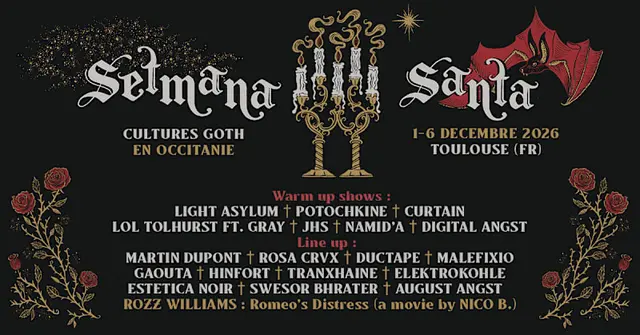 Setmana Santa
CULTURES GOTH
EN OCCITANIE
1-6 DECEMBRE 2026
TOULOUSE (FR)
Warm up shows :
LIGHT ASYLUM † POTOCHKINE † CURTAIN
LOL TOLHURST FT. GRAY † JHS † NAMID'A † DIGITAL ANGST
Line up :
MARTIN DUPONT † ROSA CRVX † DUCTAPE † MALEFIXIO
GAOUTA † HINFORT † TRANXHAINE † ELEKTROKOHLE
ESTETICA NOIR † SWESOR BHRATER † AUGUST ANGST
ROZZ WILLIAMS : Romeo's Distress (a movie by NICO B.)